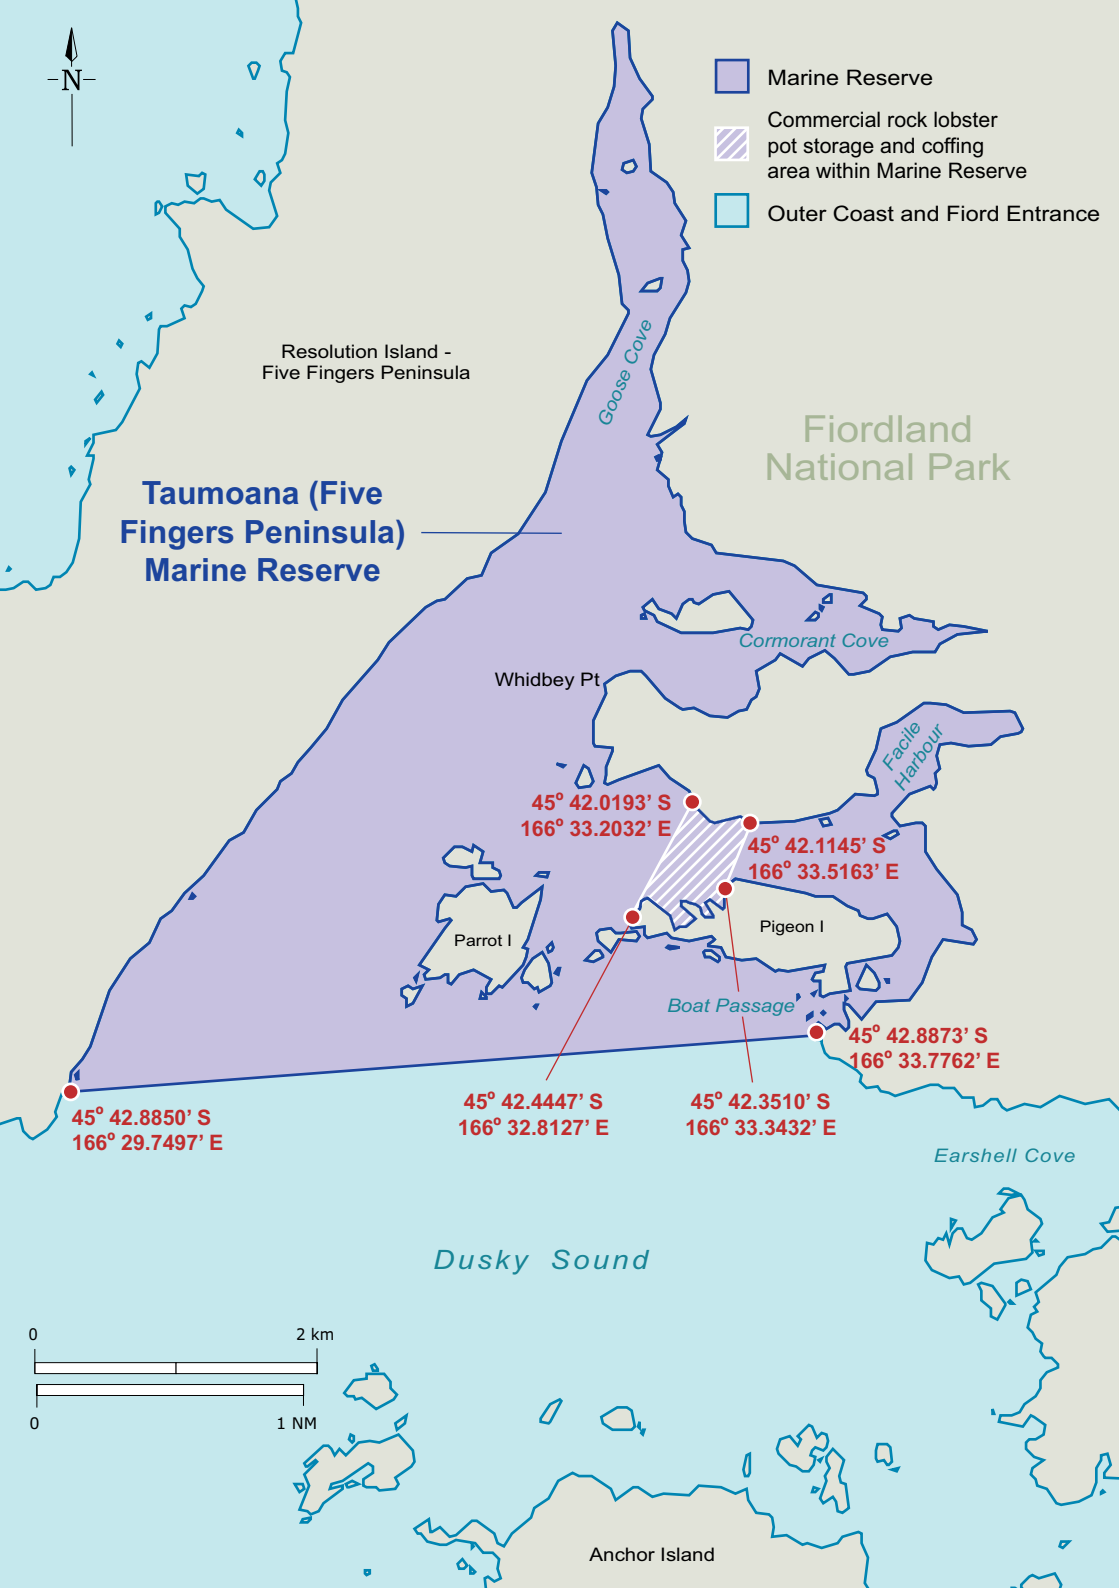 N
Marine Reserve
Commercial rock lobster
pot storage and coffing
area within Marine Reserve
Outer Coast and Fiord Entrance
Resolution Island -
Five Fingers Peninsula
Goose Cove
Fiordland
National Park
Taumoana (Five
Fingers Peninsula)
Marine Reserve
Cormorant Cove
Whidbey Pt
Facile
Harbour
45° 42.0193’ S
166° 33.2032’ E
45° 42.1145’ S
166° 33.5163’ E
Parrot I
Pigeon I
Boat Passage
45° 42.8873’ S
166° 33.7762’ E
45° 42.8850’ S
166° 29.7497’ E
45° 42.4447’ S
166° 32.8127’ E
45° 42.3510’ S
166° 33.3432’ E
Earshell Cove
Dusky Sound
0 2 km
0 1 NM
Anchor Island